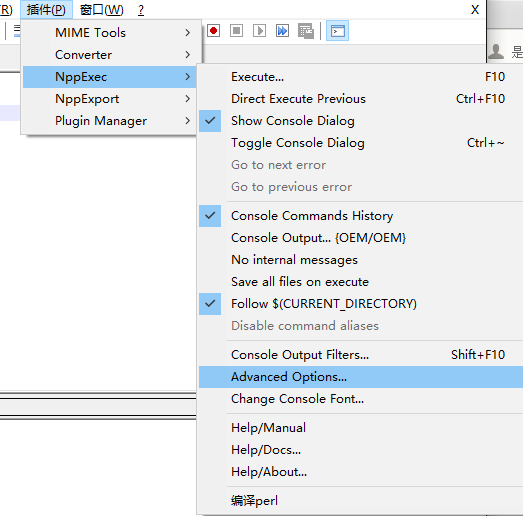 R) 插件(P) 窗口(W) ? X
MIME Tools
Converter
NppExec
NppExport
Plugin Manager
是
Execute... F10
Direct Execute Previous Ctrl+F10
Show Console Dialog
Toggle Console Dialog Ctrl+~
Go to next error
Go to previous error
Console Commands History
Console Output... {OEM/OEM}
No internal messages
Save all files on execute
Follow $(CURRENT_DIRECTORY)
Disable command aliases
Console Output Filters... Shift+F10
Advanced Options...
Change Console Font...
Help/Manual
Help/Docs...
Help/About...
编译perl